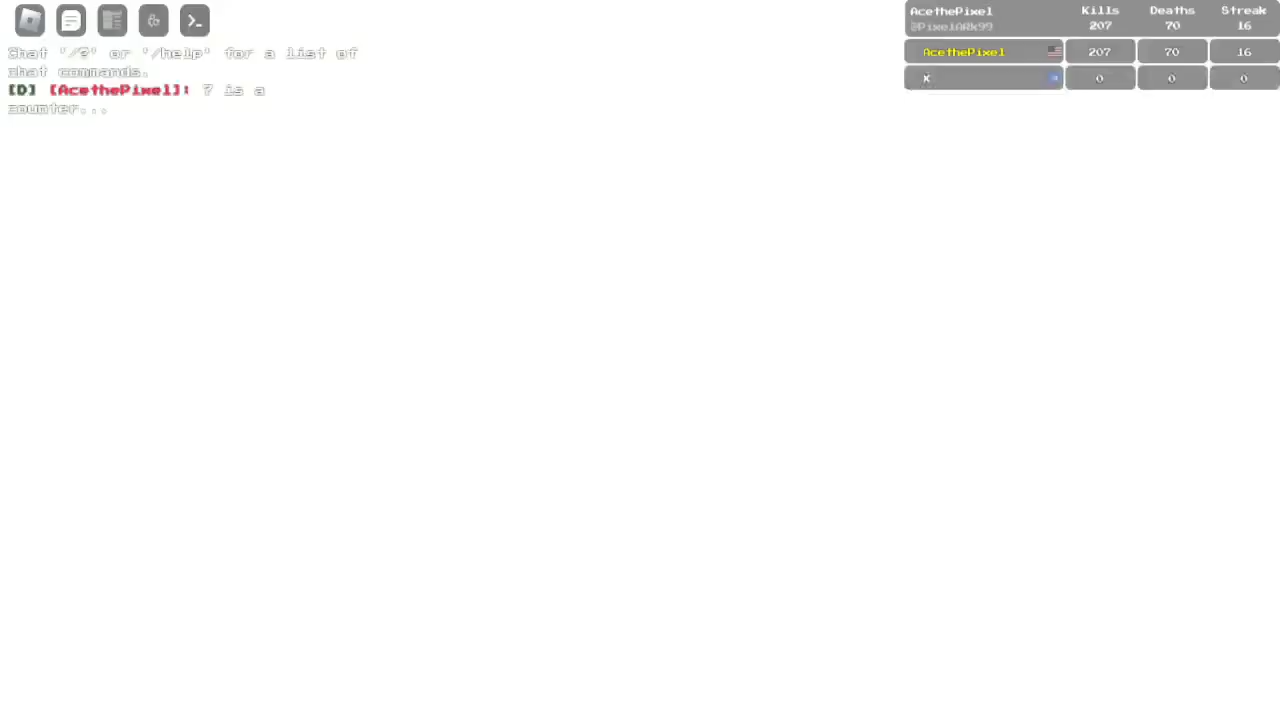 Chat '/?' or '/help' for a list of
chat commands.
[D] [AcethePixel]: ? is a
counter...
AcethePixel Kills Deaths Streak
@PixelARk99 207 70 16
AcethePixel 207 70 16
X 0 0 0